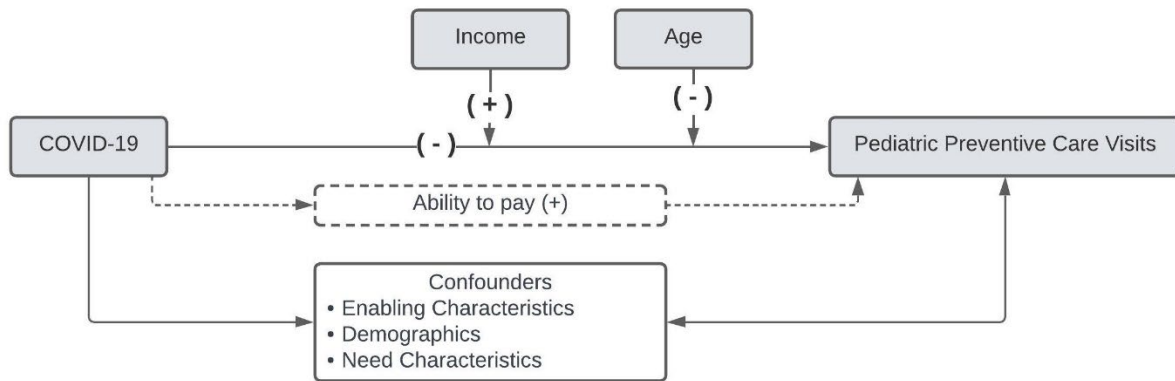 Income
Age
( + )
( - )
COVID-19
( - )
Pediatric Preventive Care Visits
Ability to pay (+)
Confounders
• Enabling Characteristics
• Demographics
• Need Characteristics